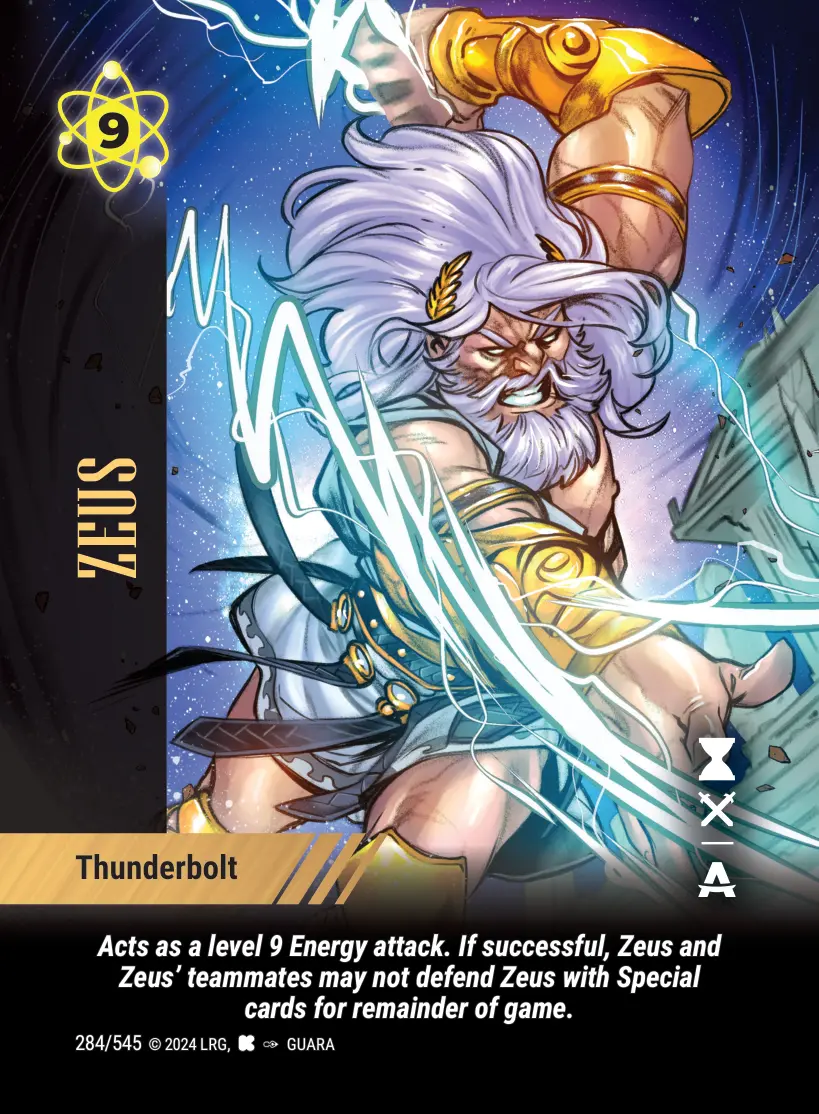 9
ZEUS
Thunderbolt
Acts as a level 9 Energy attack. If successful, Zeus and
Zeus’ teammates may not defend Zeus with Special
cards for remainder of game.
284/545 © 2024 LRG, GUARA